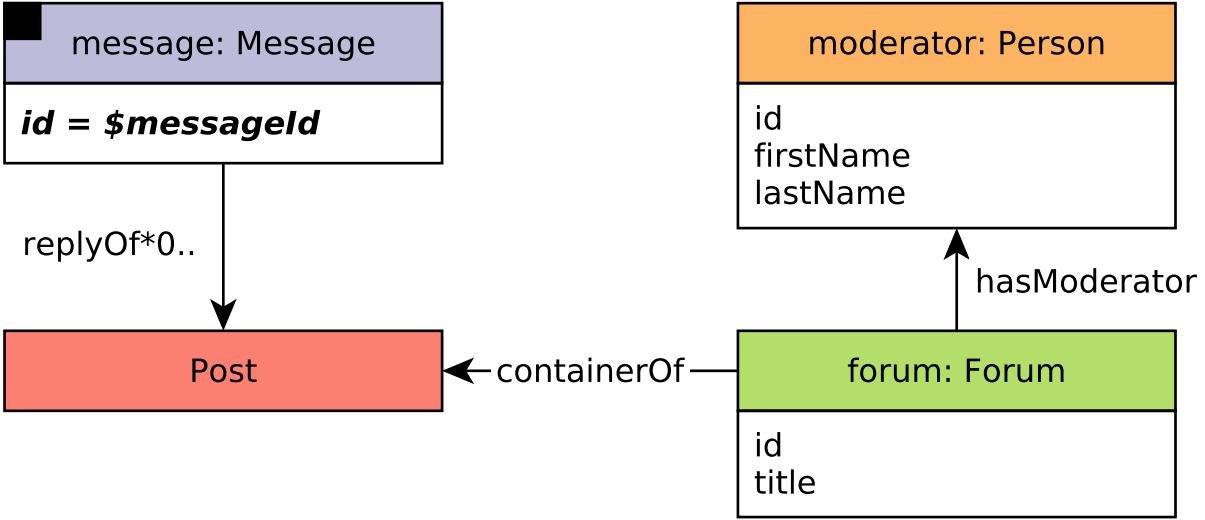 message: Message
id = $messageId
moderator: Person
id
firstName
lastName
replyOf*0..
hasModerator
Post
containerOf
forum: Forum
id
title